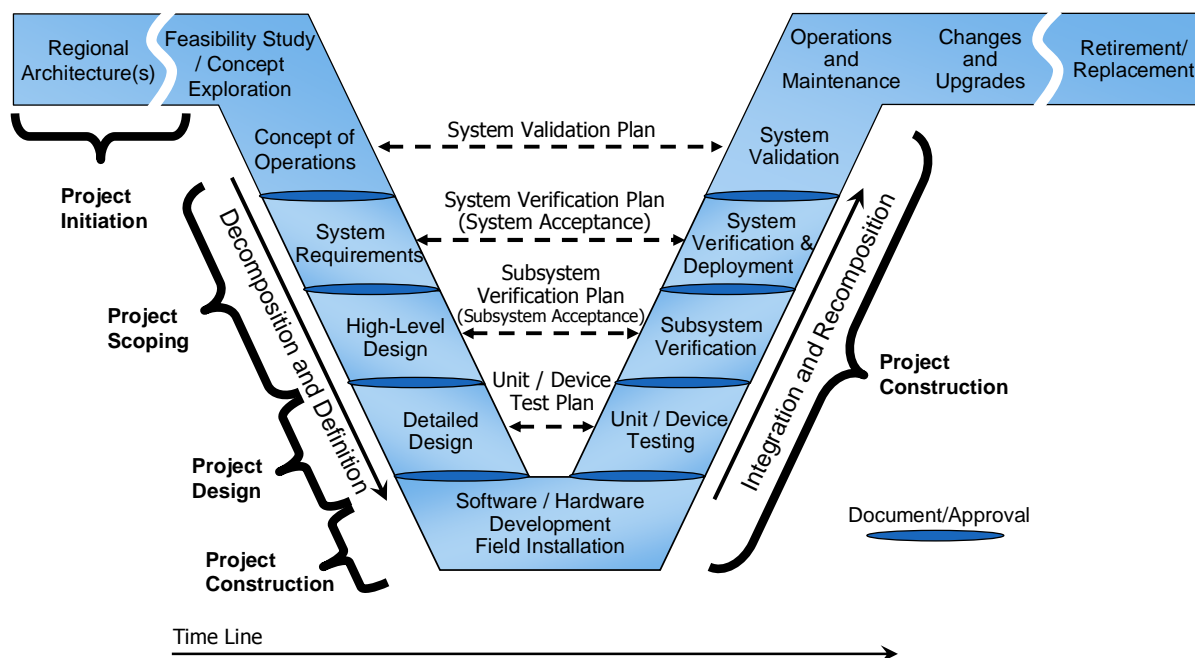 Regional
Architecture(s)
Feasibility Study
/ Concept
Exploration
Operations
and
Maintenance
Changes
and
Upgrades
Retirement/
Replacement
Concept of
Operations
System Validation Plan
System
Validation
Project
Initiation
System
Requirements
System Verification Plan
(System Acceptance)
System
Verification &
Deployment
Decomposition and Definition
Integration and Recomposition
Project
Scoping
High-Level
Design
Subsystem
Verification Plan
(Subsystem Acceptance)
Subsystem
Verification
Project
Construction
Detailed
Design
Unit / Device
Test Plan
Unit / Device
Testing
Project
Design
Software / Hardware
Development
Field Installation
Document/Approval
Project
Construction
Time Line